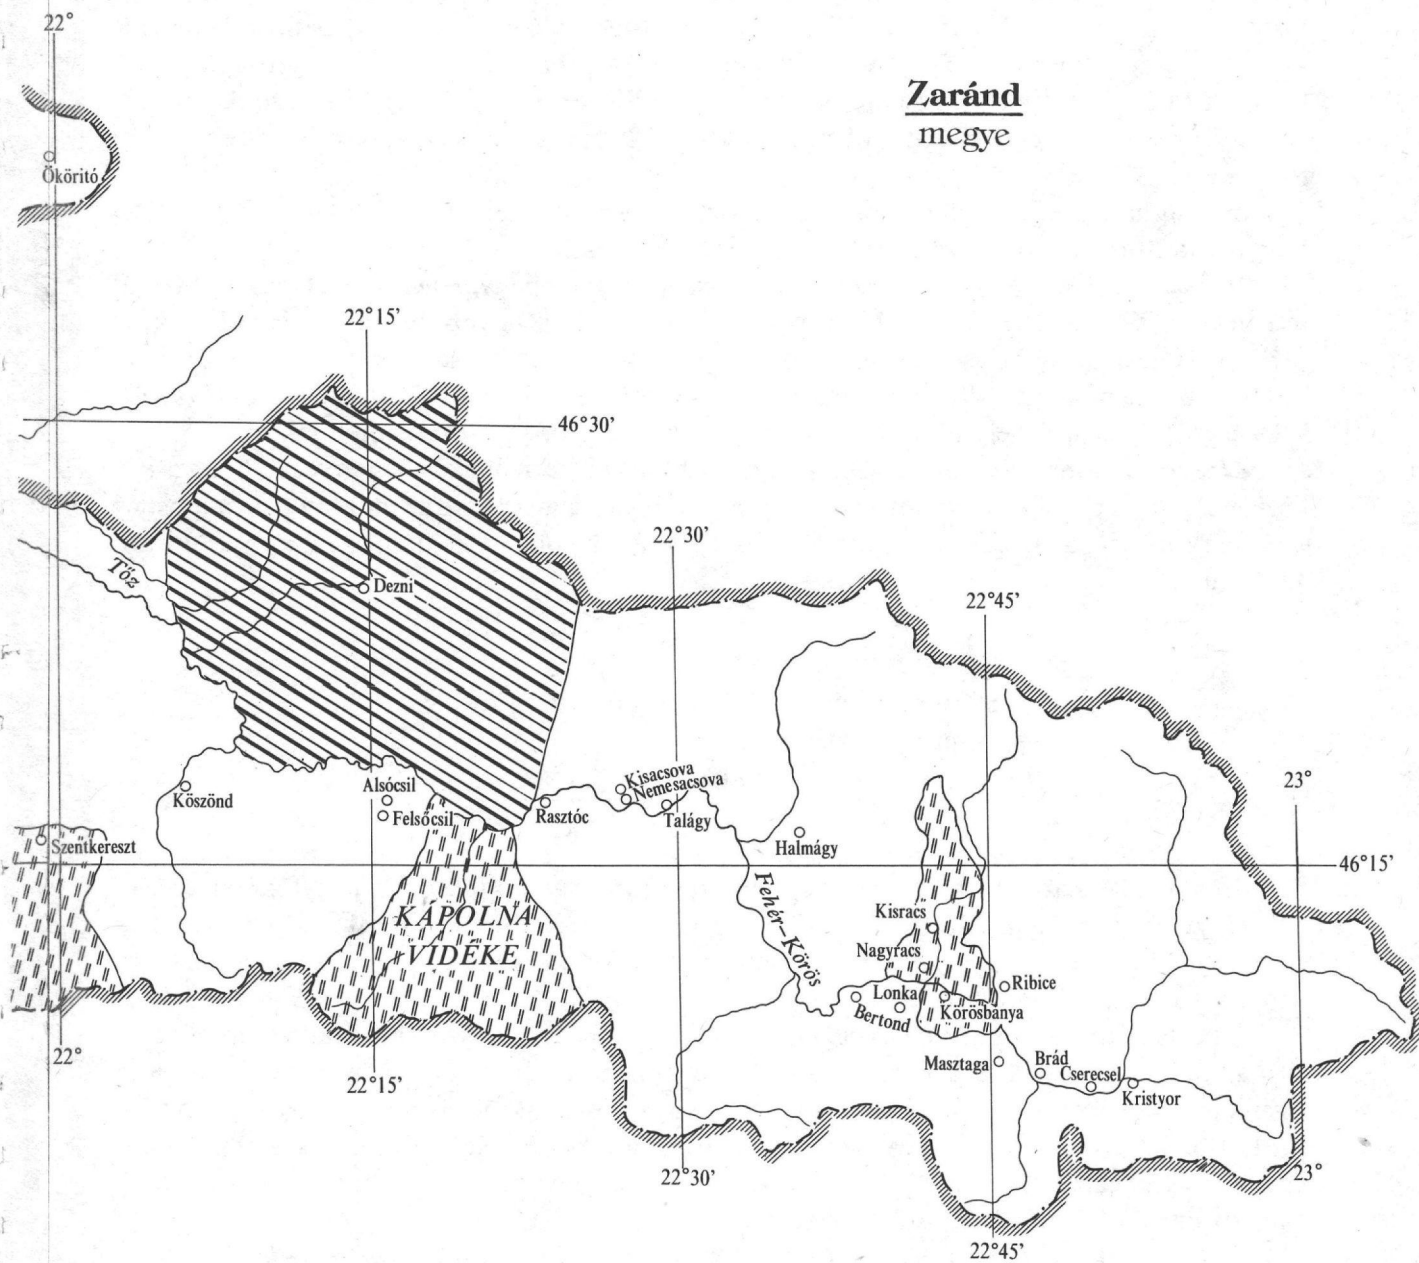 22°
Zaránd
megye
Ököritó
22°15'
46°30'
22°30'
Tőz
Dezni
22°45'
23°
Kisacsova
Nemesacsova
Alsócsil
Köszönd
Felsőcsil
Rasztóc
Talágy
Szentkereszt
Halmágy
46°15'
Fehér-Körös
KÁPOLNA
VIDÉKE
Kisracs
Nagyracs
Ribice
Lonka
Körösbánya
Bertond
22°
Masztaga
Brád
Cserecsel
22°15'
Kristyor
22°30'
23°
22°45'